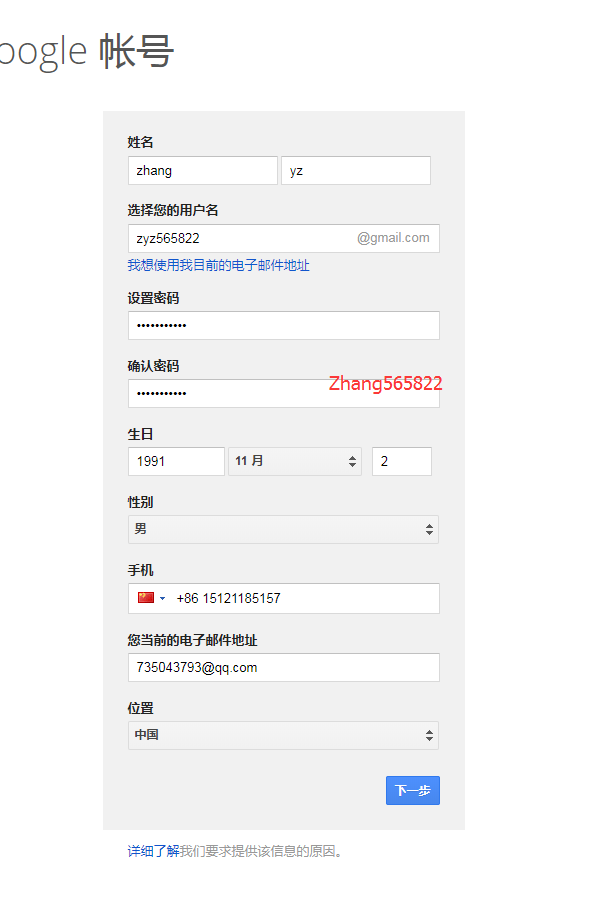 oogle 帐号
姓名
zhang yz
选择您的用户名
zyz565822 @gmail.com
我想使用我目前的电子邮件地址
设置密码
•••••••••••
确认密码
Zhang565822
•••••••••••
生日
1991 11 月 2
性别
男
手机
+86 15121185157
您当前的电子邮件地址
735043793@qq.com
位置
中国
下一步
详细了解我们要求提供该信息的原因。